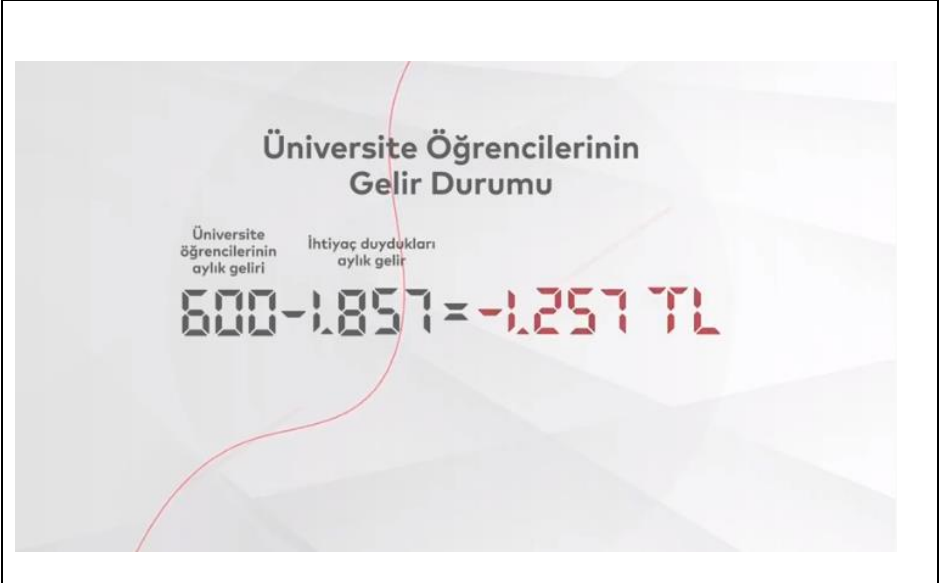 Üniversite Öğrencilerinin
Gelir Durumu
Üniversite
öğrencilerinin
aylık geliri
İhtiyaç duydukları
aylık gelir
600-1.857=-1.257 TL